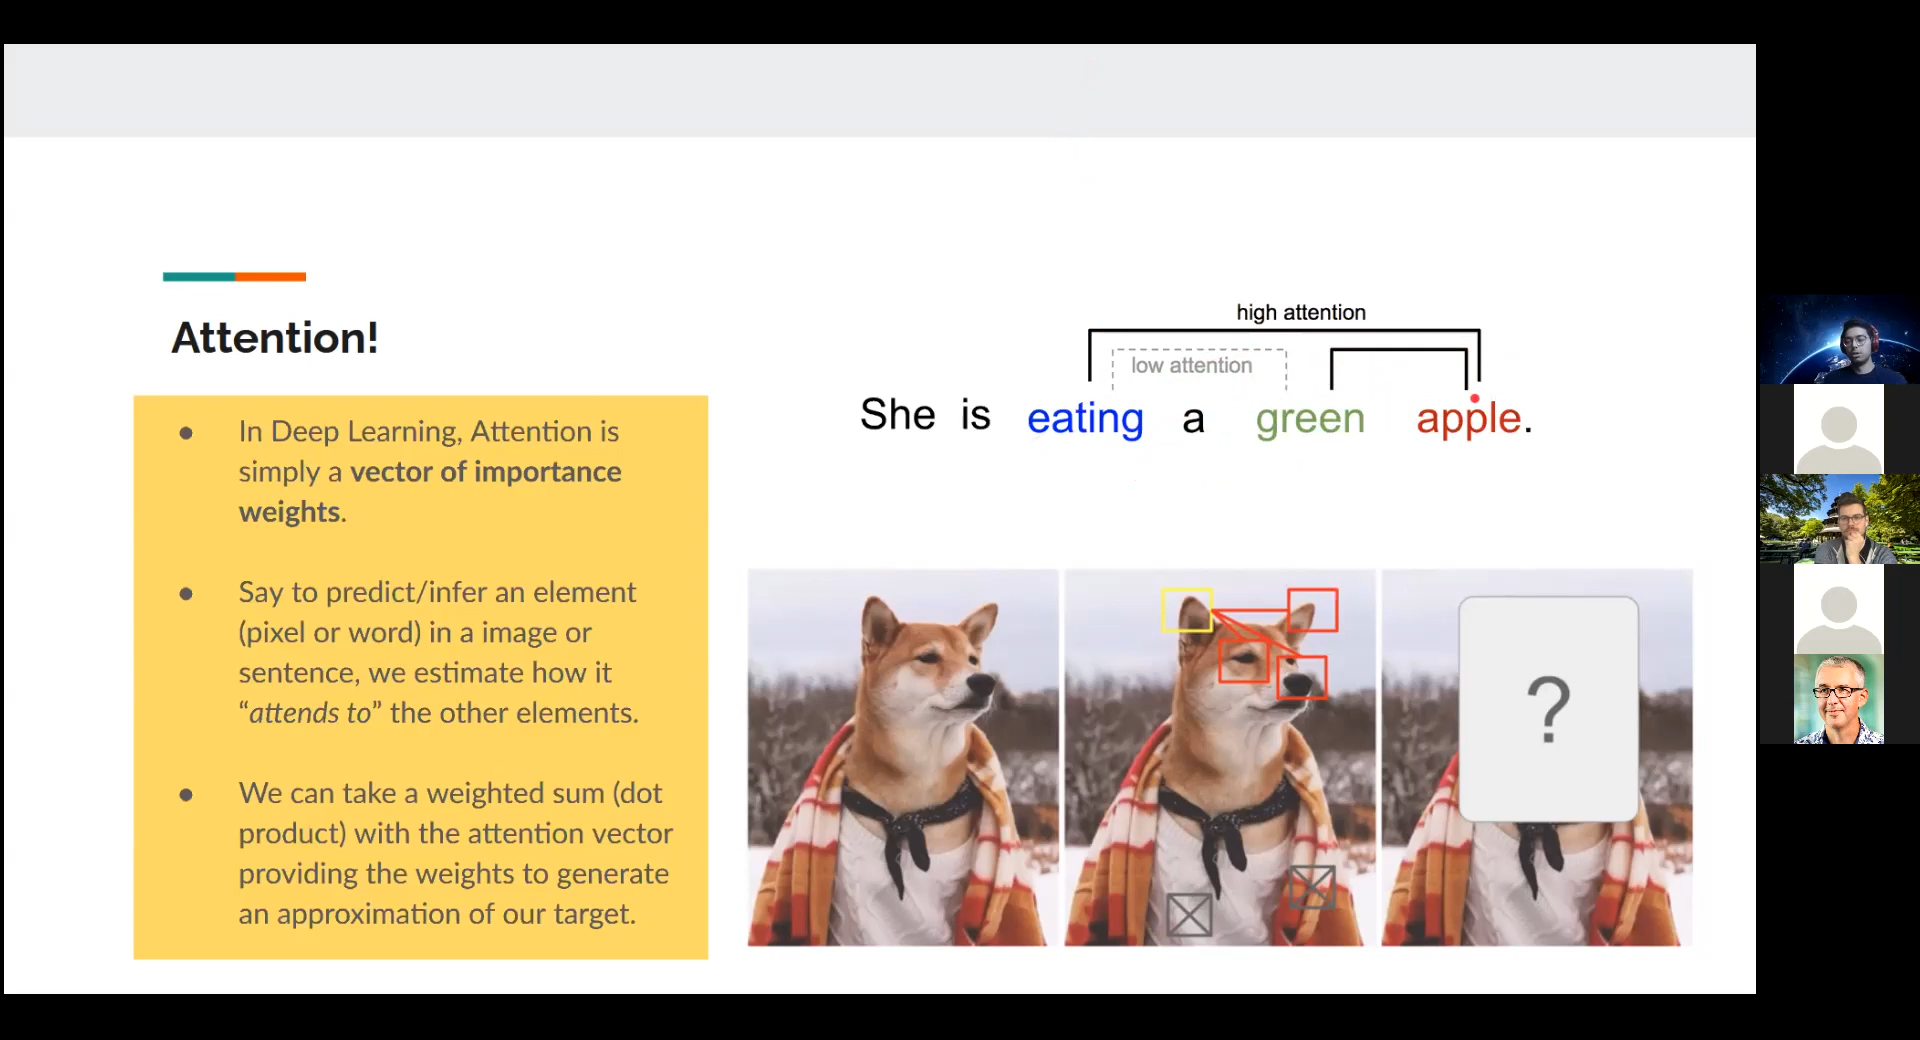 Attention!
● In Deep Learning, Attention is
simply a vector of importance
weights.
● Say to predict/infer an element
(pixel or word) in a image or
sentence, we estimate how it
“attends to” the other elements.
● We can take a weighted sum (dot
product) with the attention vector
providing the weights to generate
an approximation of our target.
high attention
low attention
She is eating a green apple.
?